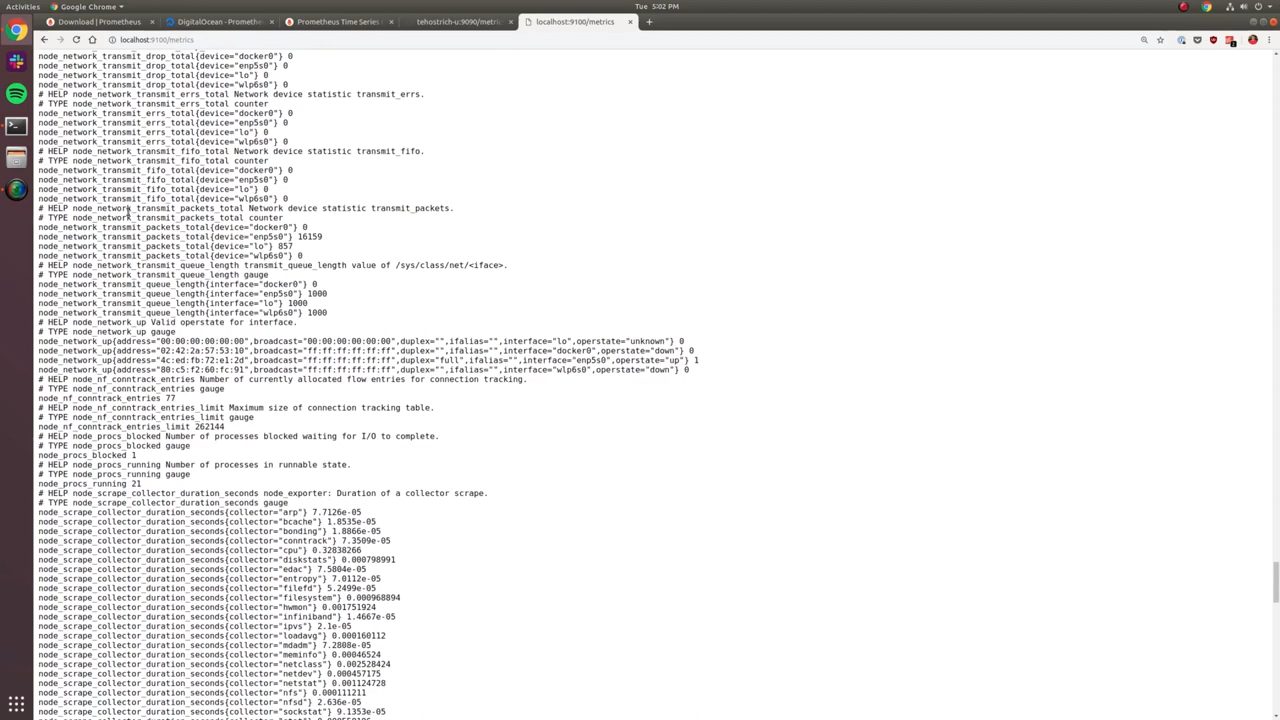 Activities
Google Chrome
Tue 5:02 PM
Download | Prometheus
DigitalOcean - Prometh
Prometheus Time Series
tehostrich-u:9090/metric
localhost:9100/metrics
localhost:9100/metrics
node_network_transmit_drop_total{device="docker0"} 0
node_network_transmit_drop_total{device="enp5s0"} 0
node_network_transmit_drop_total{device="lo"} 0
node_network_transmit_drop_total{device="wlp6s0"} 0
# HELP node_network_transmit_errs_total Network device statistic transmit_errs.
# TYPE node_network_transmit_errs_total counter
node_network_transmit_errs_total{device="docker0"} 0
node_network_transmit_errs_total{device="enp5s0"} 0
node_network_transmit_errs_total{device="lo"} 0
node_network_transmit_errs_total{device="wlp6s0"} 0
# HELP node_network_transmit_fifo_total Network device statistic transmit_fifo.
# TYPE node_network_transmit_fifo_total counter
node_network_transmit_fifo_total{device="docker0"} 0
node_network_transmit_fifo_total{device="enp5s0"} 0
node_network_transmit_fifo_total{device="lo"} 0
node_network_transmit_fifo_total{device="wlp6s0"} 0
# HELP node_network_transmit_packets_total Network device statistic transmit_packets.
# TYPE node_network_transmit_packets_total counter
node_network_transmit_packets_total{device="docker0"} 0
node_network_transmit_packets_total{device="enp5s0"} 16159
node_network_transmit_packets_total{device="lo"} 857
node_network_transmit_packets_total{device="wlp6s0"} 0
# HELP node_network_transmit_queue_length transmit_queue_length value of /sys/class/net/<iface>.
# TYPE node_network_transmit_queue_length gauge
node_network_transmit_queue_length{interface="docker0"} 0
node_network_transmit_queue_length{interface="enp5s0"} 1000
node_network_transmit_queue_length{interface="lo"} 1000
node_network_transmit_queue_length{interface="wlp6s0"} 1000
# HELP node_network_up Valid operstate for interface.
# TYPE node_network_up gauge
node_network_up{address="00:00:00:00:00:00",broadcast="00:00:00:00:00:00",duplex="",ifalias="",interface="lo",operstate="unknown"} 0
node_network_up{address="02:42:2a:57:53:10",broadcast="ff:ff:ff:ff:ff:ff",duplex="",ifalias="",interface="docker0",operstate="down"} 0
node_network_up{address="4c:ed:fb:72:e1:2d",broadcast="ff:ff:ff:ff:ff:ff",duplex="full",ifalias="",interface="enp5s0",operstate="up"} 1
node_network_up{address="80:c5:f2:60:fc:91",broadcast="ff:ff:ff:ff:ff:ff",duplex="",ifalias="",interface="wlp6s0",operstate="down"} 0
# HELP node_nf_conntrack_entries Number of currently allocated flow entries for connection tracking.
# TYPE node_nf_conntrack_entries gauge
node_nf_conntrack_entries 77
# HELP node_nf_conntrack_entries_limit Maximum size of connection tracking table.
# TYPE node_nf_conntrack_entries_limit gauge
node_nf_conntrack_entries_limit 262144
# HELP node_procs_blocked Number of processes blocked waiting for I/O to complete.
# TYPE node_procs_blocked gauge
node_procs_blocked 1
# HELP node_procs_running Number of processes in runnable state.
# TYPE node_procs_running gauge
node_procs_running 21
# HELP node_scrape_collector_duration_seconds node_exporter: Duration of a collector scrape.
# TYPE node_scrape_collector_duration_seconds gauge
node_scrape_collector_duration_seconds{collector="arp"} 7.7126e-05
node_scrape_collector_duration_seconds{collector="bcache"} 1.8535e-05
node_scrape_collector_duration_seconds{collector="bonding"} 1.8866e-05
node_scrape_collector_duration_seconds{collector="conntrack"} 7.3509e-05
node_scrape_collector_duration_seconds{collector="cpu"} 0.32838266
node_scrape_collector_duration_seconds{collector="diskstats"} 0.000798991
node_scrape_collector_duration_seconds{collector="edac"} 7.5804e-05
node_scrape_collector_duration_seconds{collector="entropy"} 7.0112e-05
node_scrape_collector_duration_seconds{collector="filefd"} 5.2499e-05
node_scrape_collector_duration_seconds{collector="filesystem"} 0.000968894
node_scrape_collector_duration_seconds{collector="hwmon"} 0.001751924
node_scrape_collector_duration_seconds{collector="infiniband"} 1.4667e-05
node_scrape_collector_duration_seconds{collector="ipvs"} 2.1e-05
node_scrape_collector_duration_seconds{collector="loadavg"} 0.000160112
node_scrape_collector_duration_seconds{collector="mdadm"} 7.2808e-05
node_scrape_collector_duration_seconds{collector="meminfo"} 0.00046524
node_scrape_collector_duration_seconds{collector="netclass"} 0.002528424
node_scrape_collector_duration_seconds{collector="netdev"} 0.000457175
node_scrape_collector_duration_seconds{collector="netstat"} 0.001124728
node_scrape_collector_duration_seconds{collector="nfs"} 0.000111211
node_scrape_collector_duration_seconds{collector="nfsd"} 2.636e-05
node_scrape_collector_duration_seconds{collector="sockstat"} 9.1353e-05